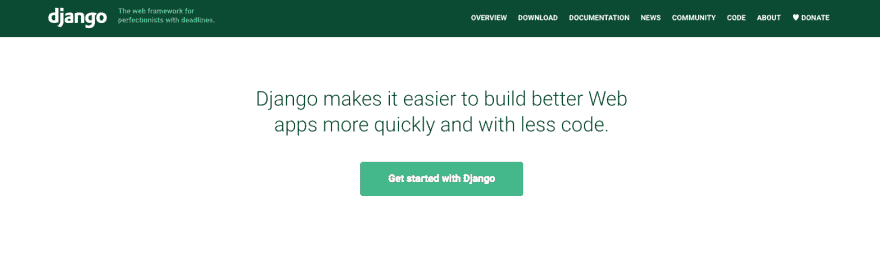 django
The web framework for
perfectionists with deadlines.
OVERVIEW DOWNLOAD DOCUMENTATION NEWS COMMUNITY CODE ABOUT ♥ DONATE
Django makes it easier to build better Web
apps more quickly and with less code.
Get started with Django